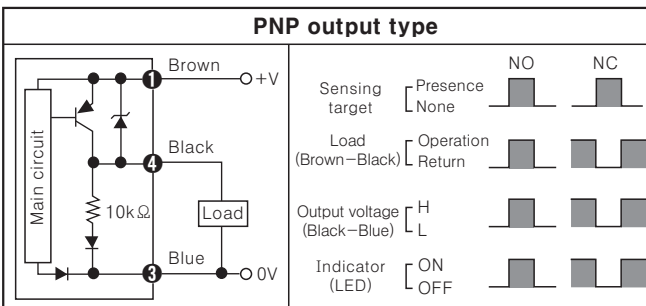 PNP output type
Main circuit
1 Brown
+V
4 Black
10kΩ
Load
3 Blue
0V
NO NC
Sensing target Presence None
Load (Brown-Black) Operation Return
Output voltage (Black-Blue) H L
Indicator (LED) ON OFF